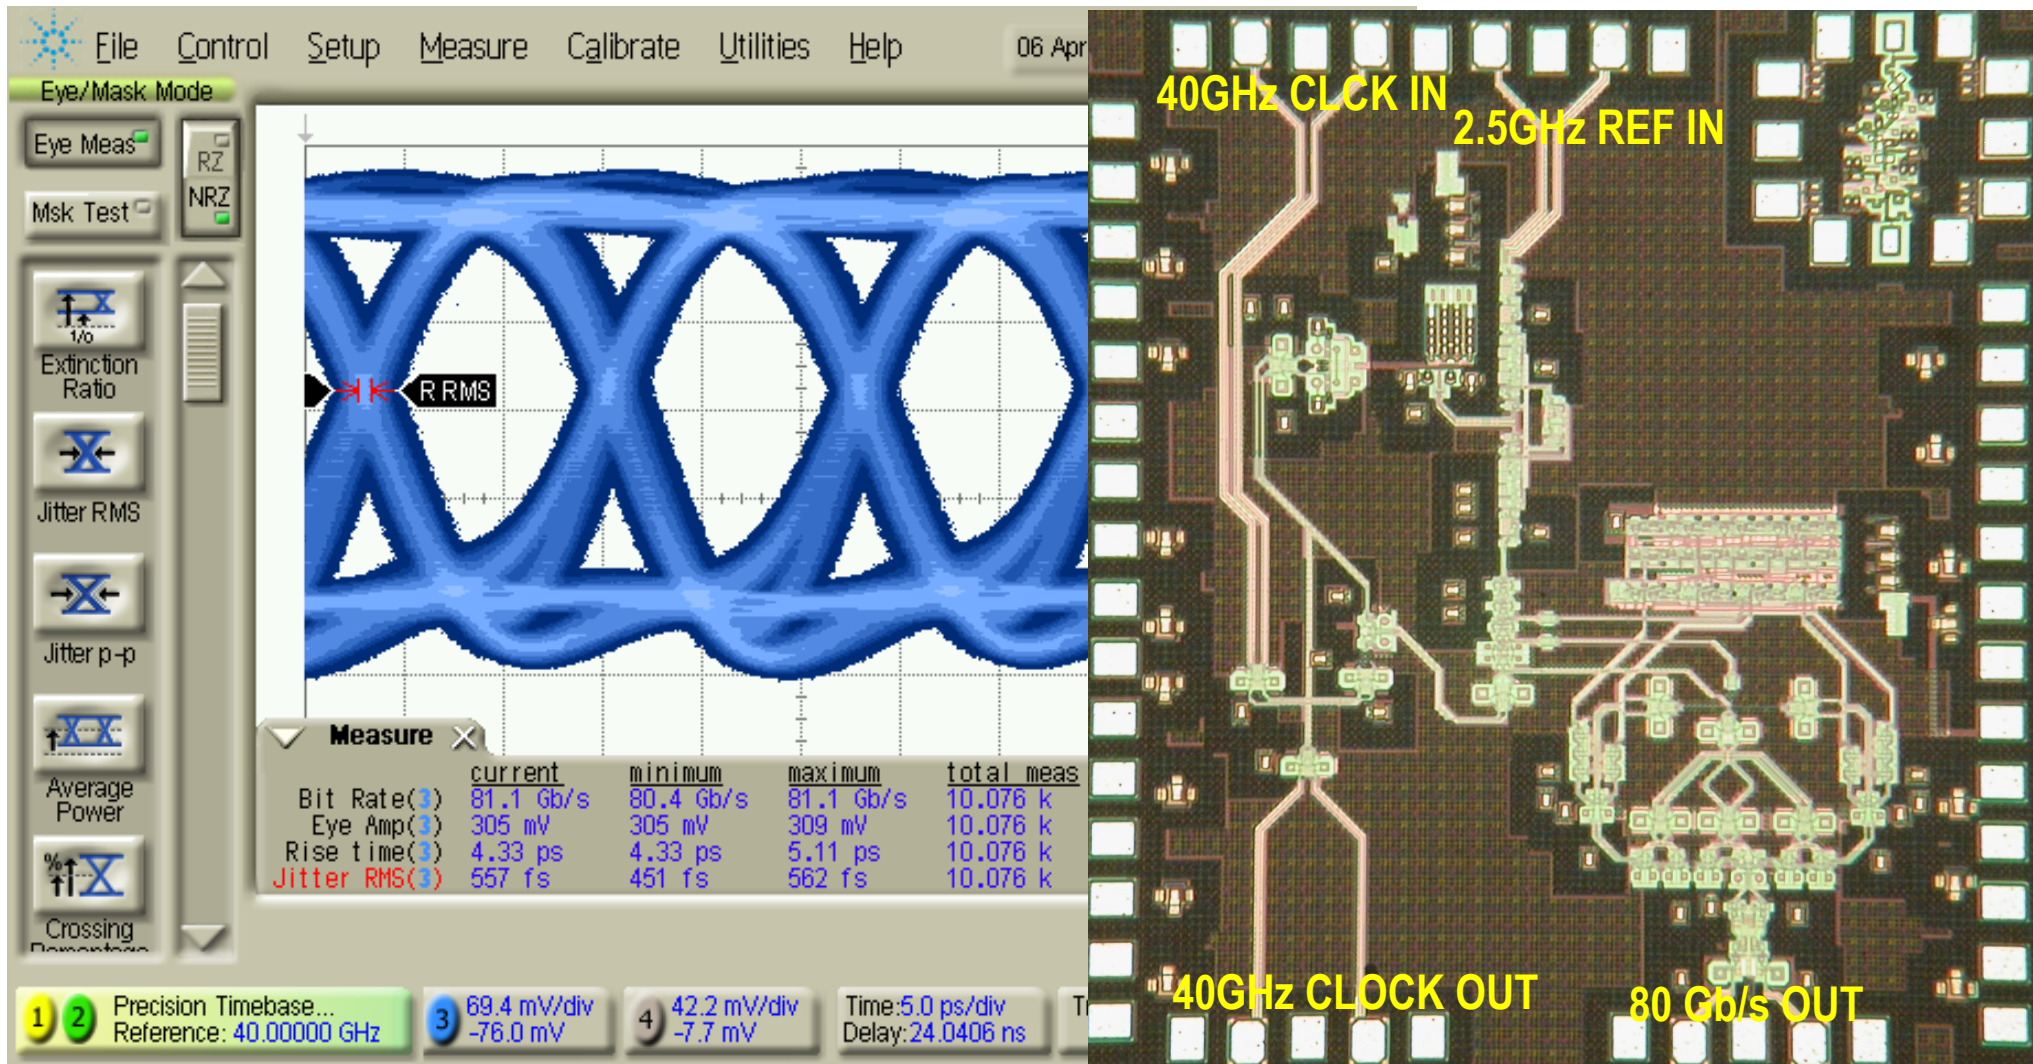 File Control Setup Measure Calibrate Utilities Help 06 Apr
Eye/Mask Mode
Eye Meas
RZ
NRZ
Msk Test
1/0
Extinction
Ratio
Jitter RMS
Jitter p-p
Average
Power
%
Crossing
R RMS
Measure
current minimum maximum total meas
Bit Rate(3) 81.1 Gb/s 80.4 Gb/s 81.1 Gb/s 10.076 k
Eye Amp(3) 305 mV 305 mV 309 mV 10.076 k
Rise time(3) 4.33 ps 4.33 ps 5.11 ps 10.076 k
Jitter RMS(3) 557 fs 451 fs 562 fs 10.076 k
1 2 Precision Timebase...
Reference: 40.00000 GHz
3 69.4 mV/div
-76.0 mV
4 42.2 mV/div
-7.7 mV
Time:5.0 ps/div
Delay:24.0406 ns
40GHz CLCK IN
2.5GHz REF IN
40GHz CLOCK OUT
80 Gb/s OUT